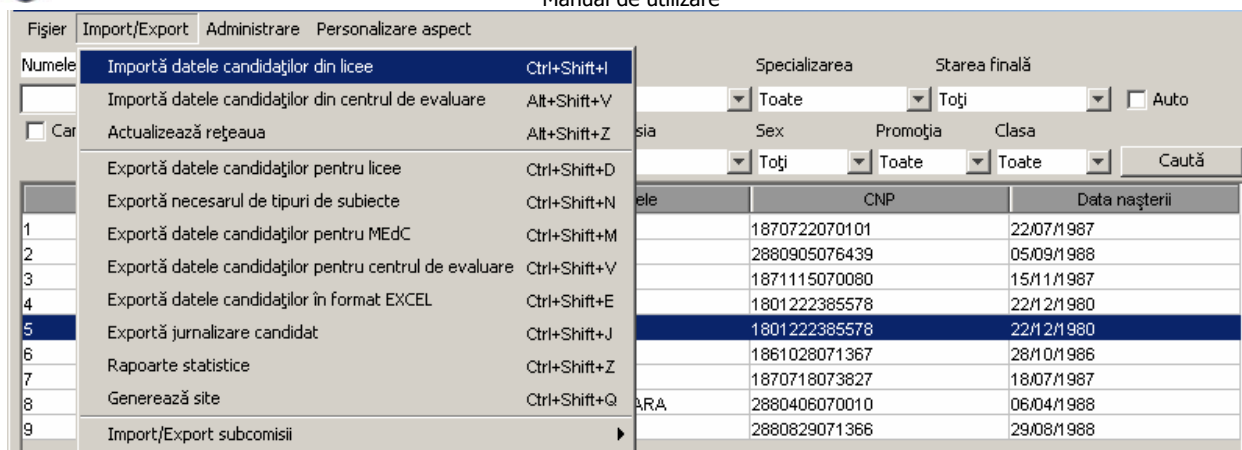 Manual de utilizare
Fişier Import/Export Administrare Personalizare aspect
Numele Importă datele candidaţilor din licee Ctrl+Shift+I Specializarea Starea finală
Importă datele candidaţilor din centrul de evaluare Alt+Shift+V Toate Toţi Auto
Car Actualizează reţeaua Alt+Shift+Z sia Sex Promoţia Clasa
Exportă datele candidaţilor pentru licee Ctrl+Shift+D Toţi Toate Toate Caută
Exportă necesarul de tipuri de subiecte Ctrl+Shift+N ele CNP Data naşterii
1 Exportă datele candidaţilor pentru MEdC Ctrl+Shift+M 1870722070101 22/07/1987
2 2880905076439 05/09/1988
Exportă datele candidaţilor pentru centrul de evaluare Ctrl+Shift+V
3 1871115070080 15/11/1987
4 Exportă datele candidaţilor în format EXCEL Ctrl+Shift+E 1801222385578 22/12/1980
5 Exportă jurnalizare candidat Ctrl+Shift+J 1801222385578 22/12/1980
6 Rapoarte statistice Ctrl+Shift+Z 1861028071367 28/10/1986
7 1870718073827 18/07/1987
8 Generează site Ctrl+Shift+Q ARA 2880406070010 06/04/1988
9 Import/Export subcomisii 2880829071366 29/08/1988